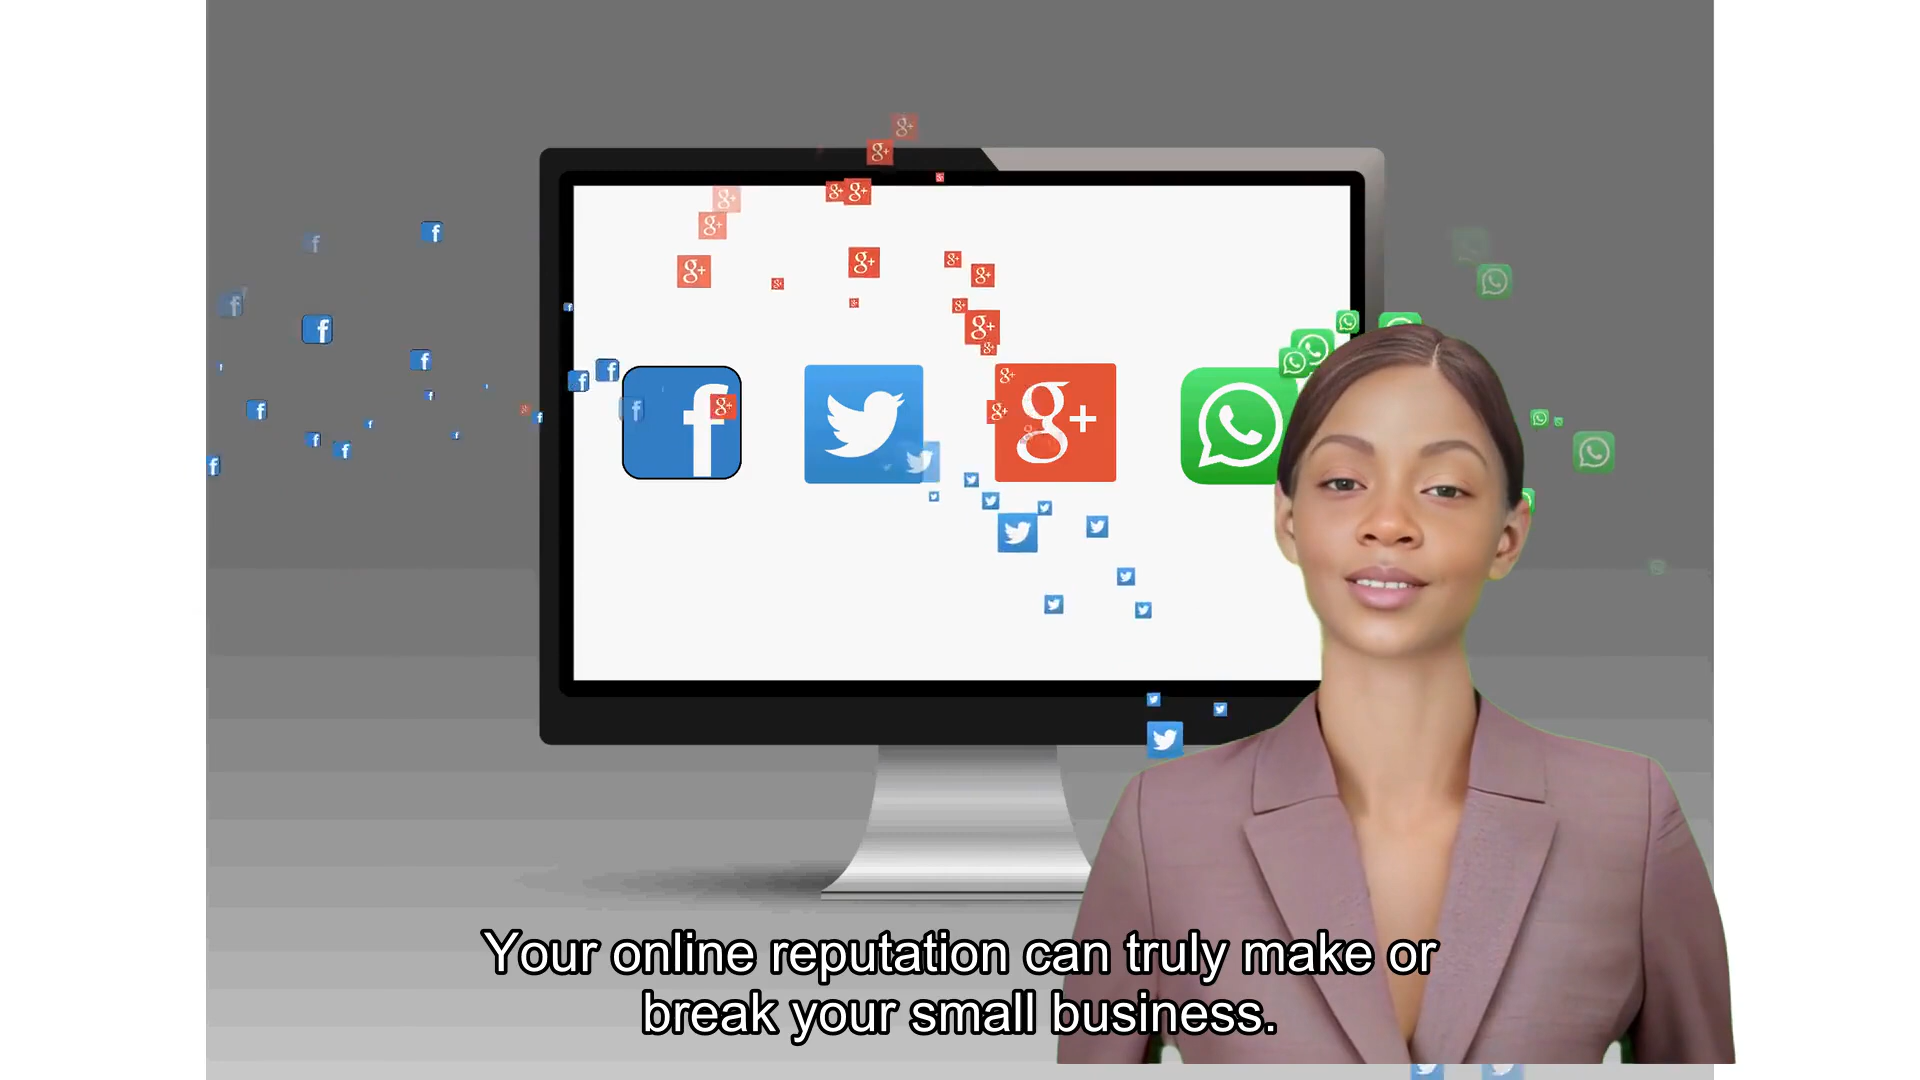 f
g+
Your online reputation can truly make or
break your small business.